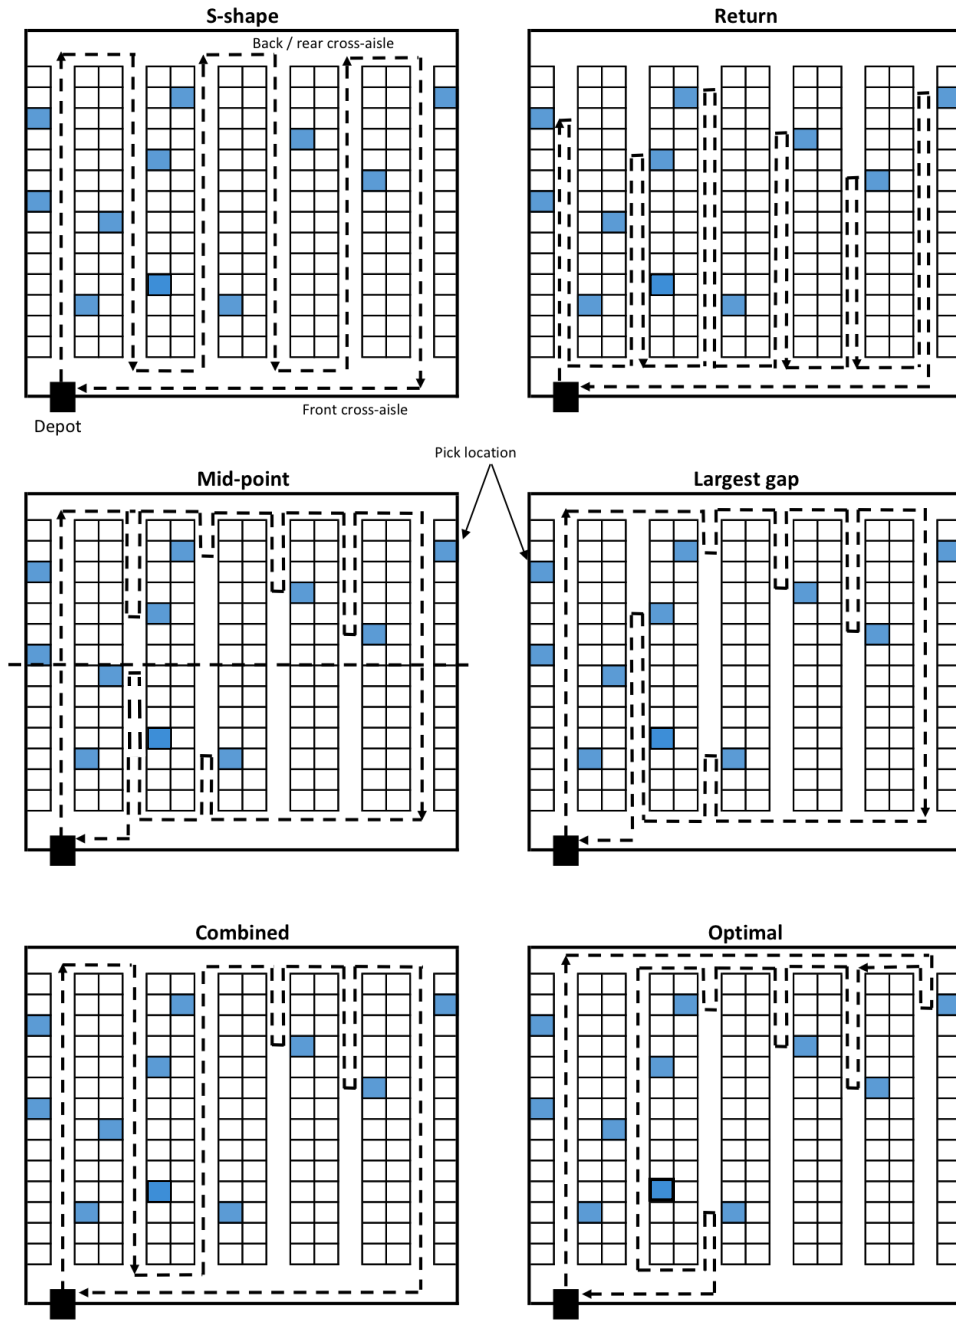 S-shape
Return
Back / rear cross-aisle
Front cross-aisle
Depot
Pick location
Mid-point
Largest gap
Combined
Optimal